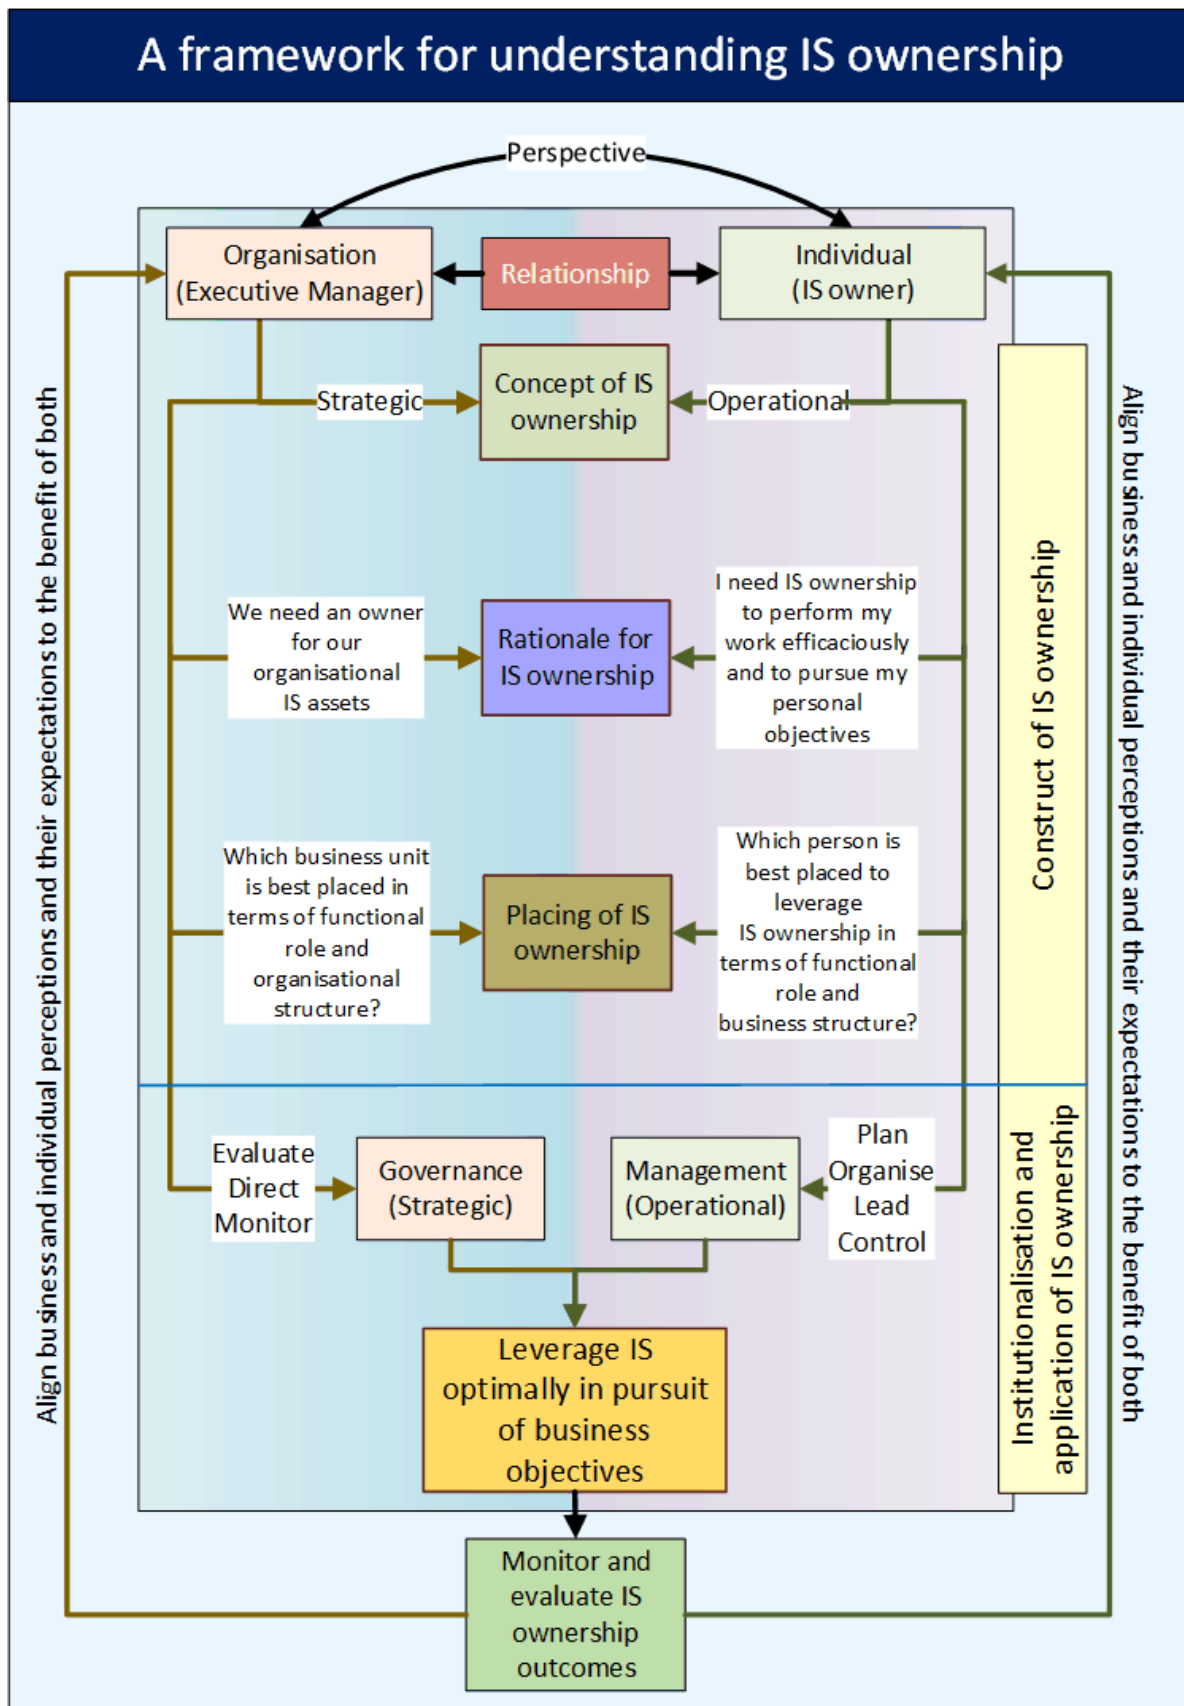 A framework for understanding IS ownership
Perspective
Organisation
(Executive Manager)
Relationship
Individual
(IS owner)
Strategic
Concept of IS
ownership
Operational
We need an owner
for our
organisational
IS assets
Rationale for
IS ownership
I need IS ownership
to perform my
work efficaciously
and to pursue my
personal
objectives
Which business unit
is best placed in
terms of functional
role and
organisational
structure?
Placing of IS
ownership
Which person is
best placed to
leverage
IS ownership in
terms of functional
role and
business structure?
Construct of IS ownership
Evaluate
Direct
Monitor
Governance
(Strategic)
Management
(Operational)
Plan
Organise
Lead
Control
Institutionalisation and
application of IS ownership
Leverage IS
optimally in pursuit
of business
objectives
Monitor and
evaluate IS
ownership
outcomes
Align business and individual perceptions and their expectations to the benefit of both
Align business and individual perceptions and their expectations to the benefit of both